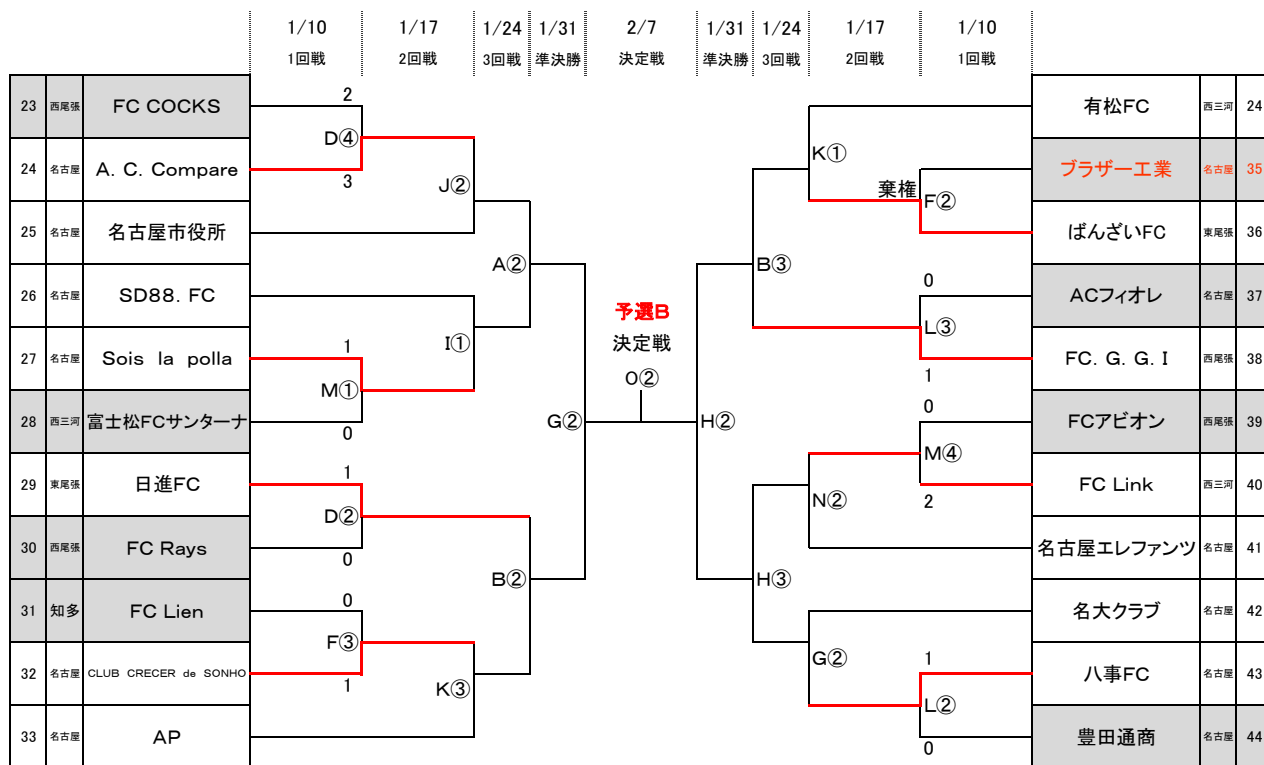 1/10 1/17 1/24 1/31 2/7 1/31 1/24 1/17 1/10
1回戦 2回戦 3回戦 準決勝 決定戦 準決勝 3回戦 2回戦 1回戦
23 西尾張 FC COCKS 2
D④
24 名古屋 A. C. Compare 3
J②
25 名古屋 名古屋市役所
A②
26 名古屋 SD88. FC
I①
27 名古屋 Sois la polla 1
M①
28 西三河 富士松FCサンターナ 0
G②
29 東尾張 日進FC 1
D②
30 西尾張 FC Rays 0
B②
31 知多 FC Lien 0
F③
32 名古屋 CLUB CRECER de SONHO 1
K③
33 名古屋 AP
予選B
決定戦
O②
有松FC 西三河 24
K①
ブラザー工業 名古屋 35
棄権 F②
ばんざいFC 東尾張 36
B③
0 ACフィオレ 名古屋 37
L③
1 FC. G. G. I 西尾張 38
H②
0 FCアビオン 西尾張 39
M④
2 FC Link 西三河 40
N②
名古屋エレファンツ 名古屋 41
H③
名大クラブ 名古屋 42
G②
1 八事FC 名古屋 43
L②
0 豊田通商 名古屋 44